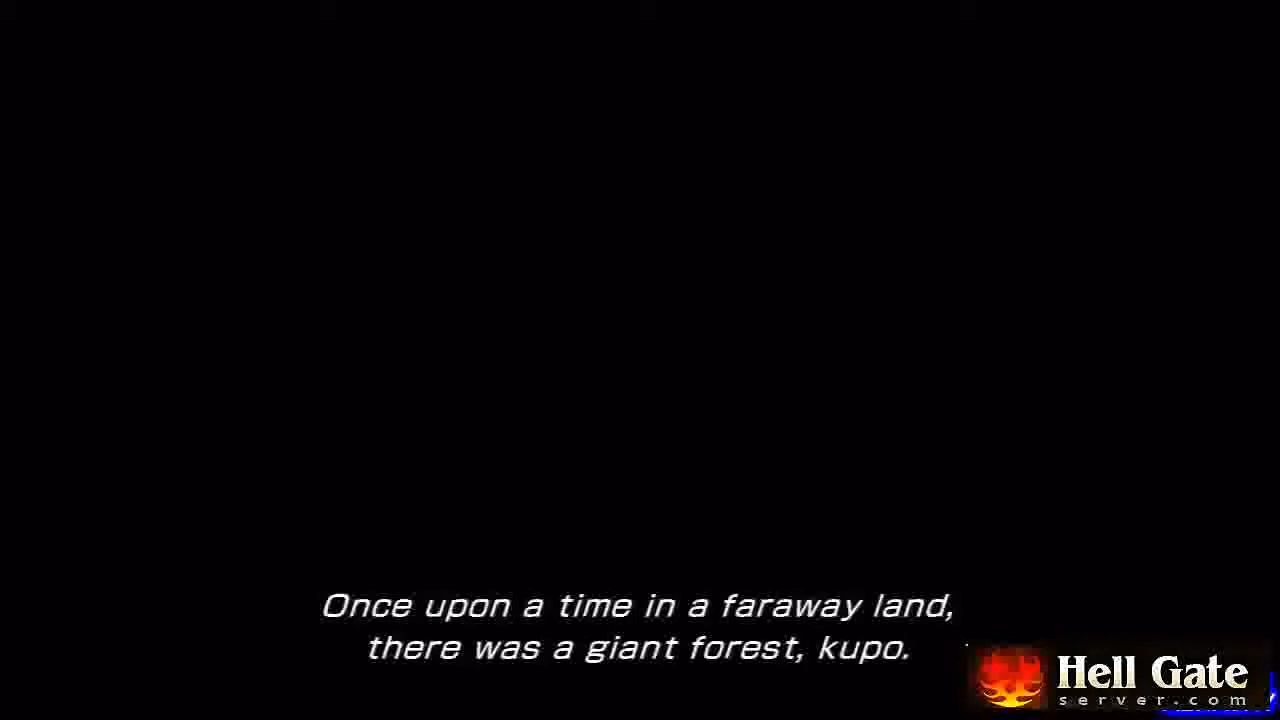 Once upon a time in a faraway land,
there was a giant forest, kupo.
Hell Gate
server.com